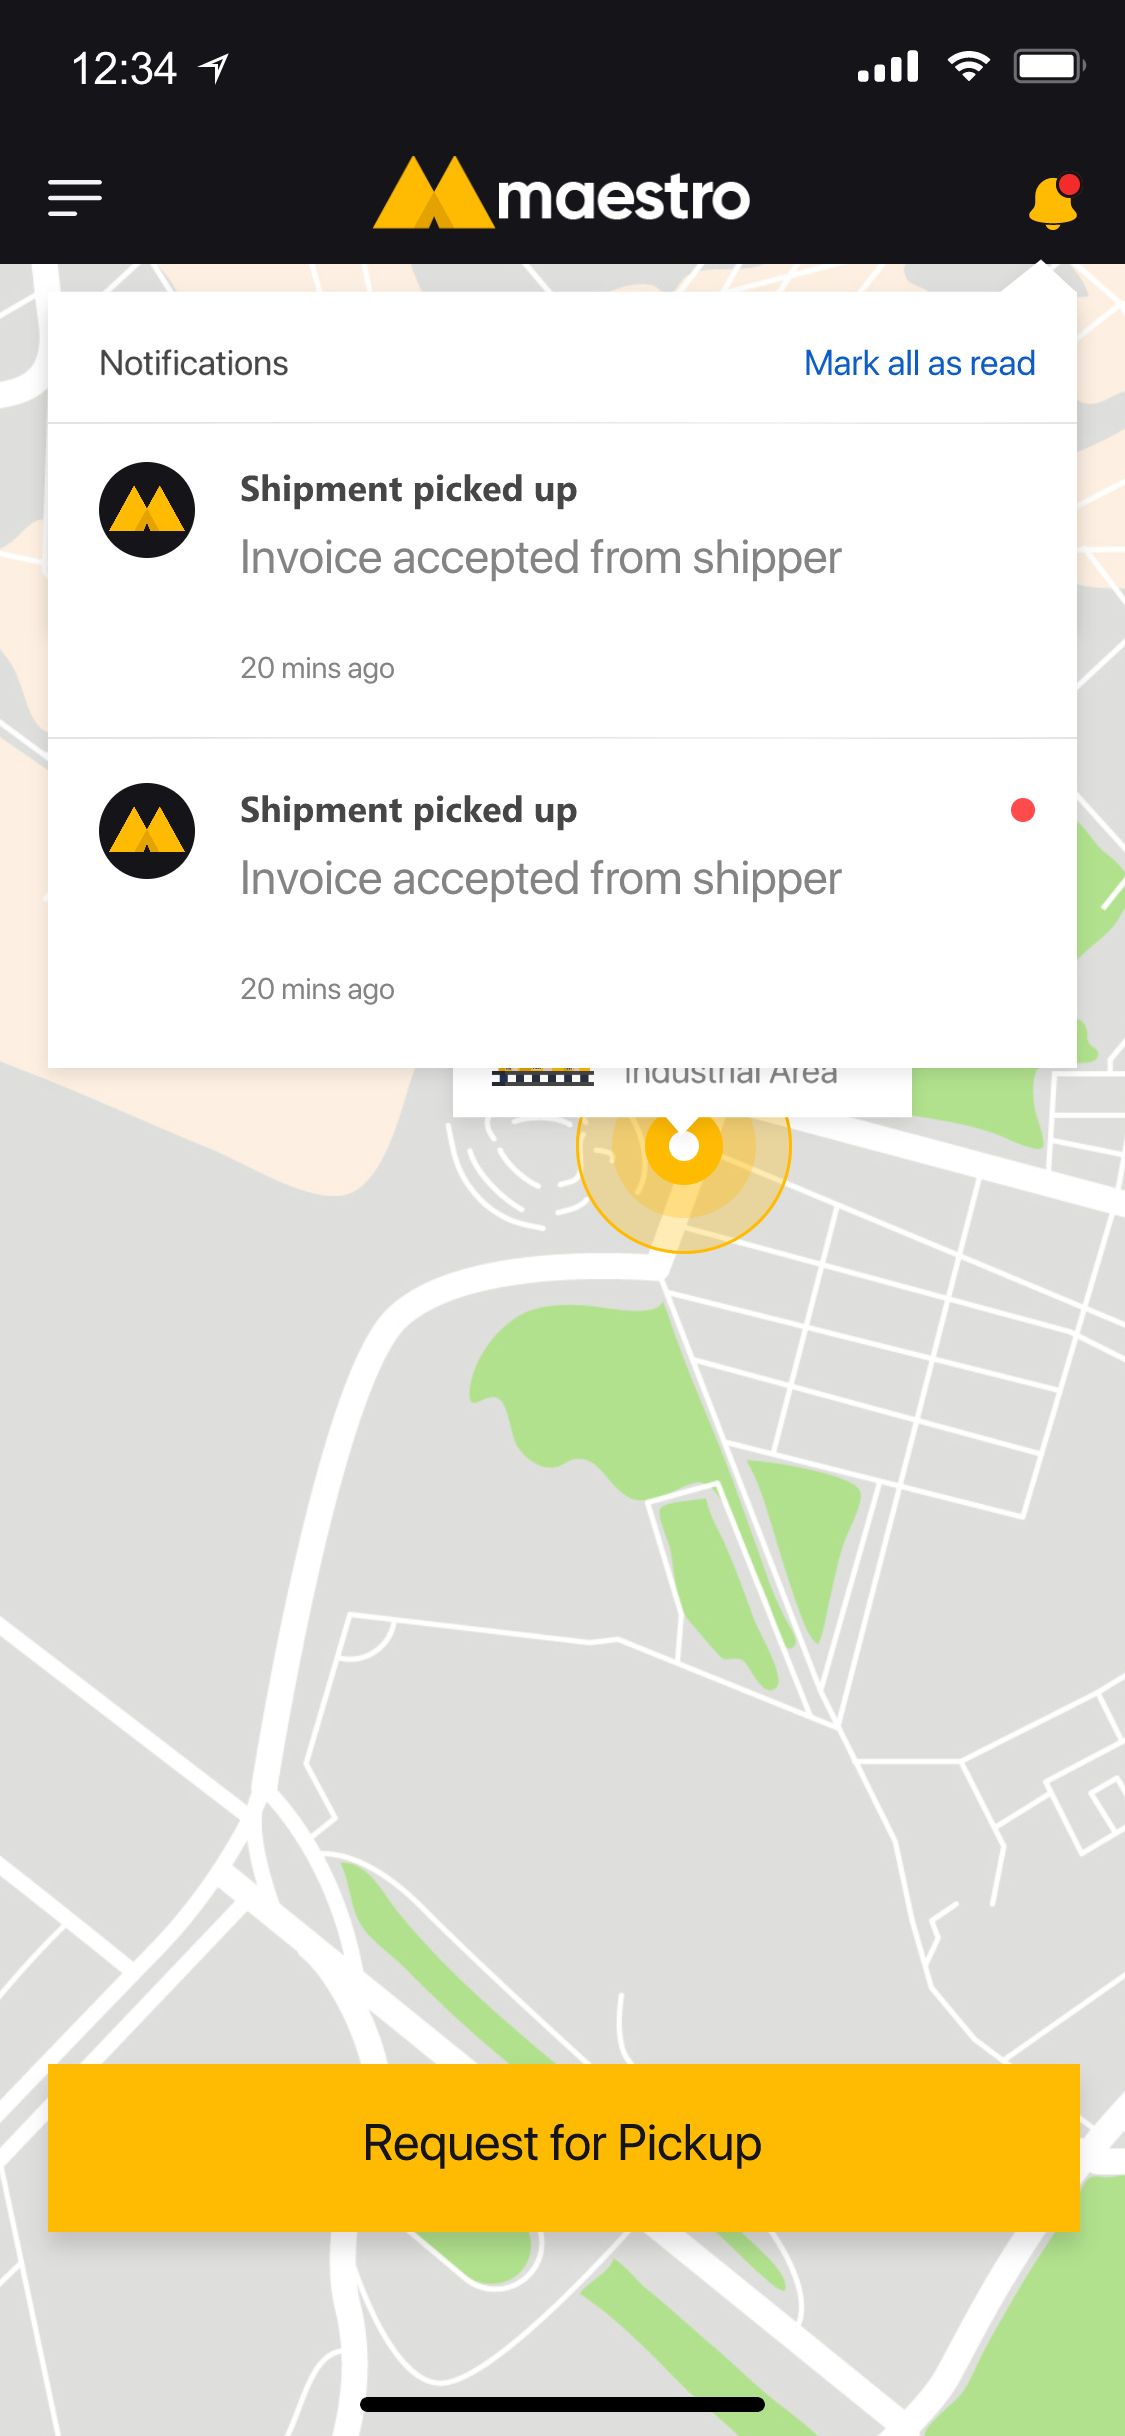 12:34
maestro
Notifications
Mark all as read
Shipment picked up
Invoice accepted from shipper
20 mins ago
Shipment picked up
Invoice accepted from shipper
20 mins ago
Industrial Area
Request for Pickup